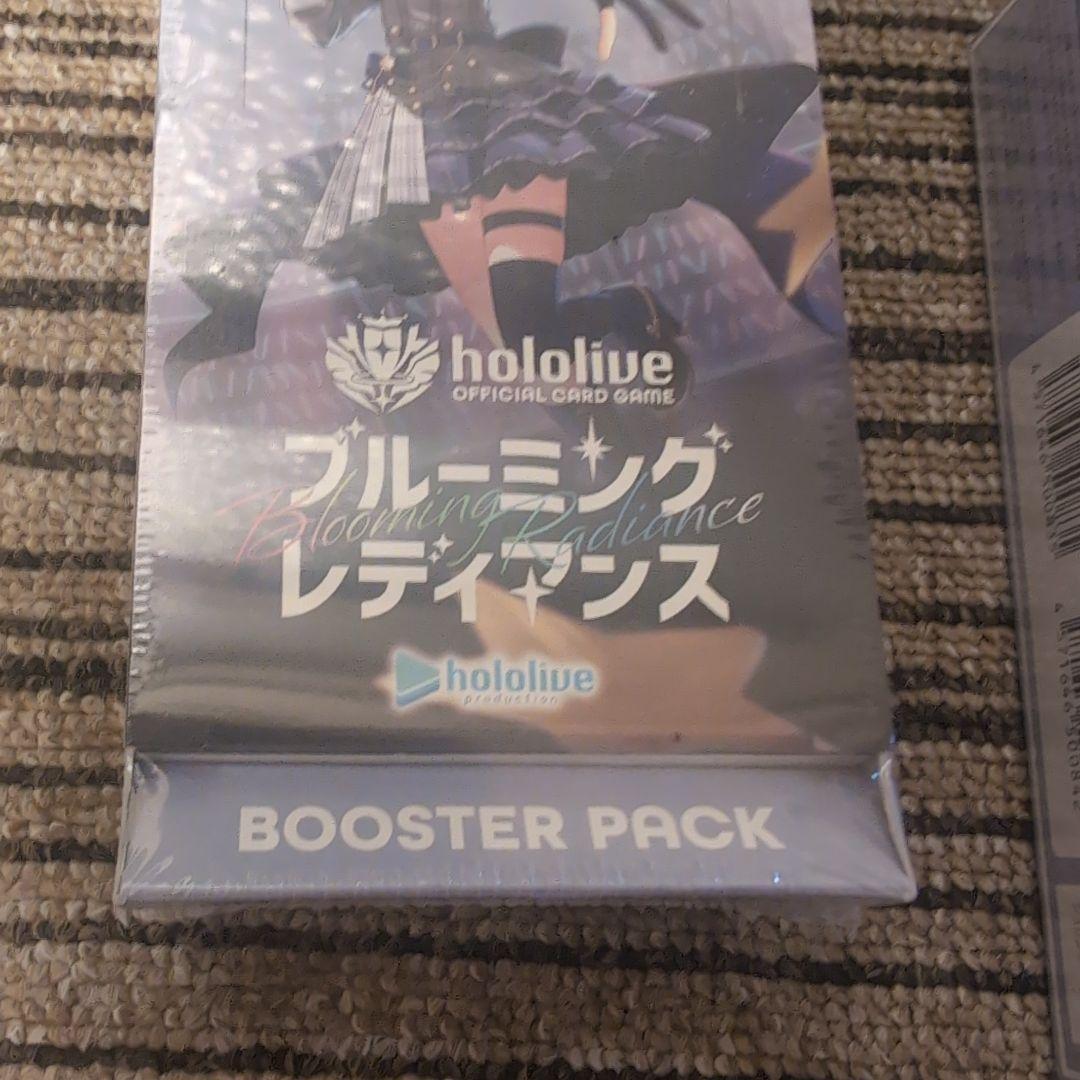 hololive
OFFICIAL CARD GAME
ブルーミング
Blooming Radiance
レディアンス
hololive
production
BOOSTER PACK